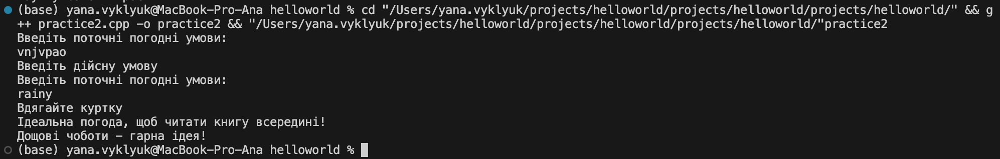 (base) yana.vyklyuk@MacBook-Pro-Ana helloworld % cd "/Users/yana.vyklyuk/projects/helloworld/projects/helloworld/projects/helloworld/" && g
++ practice2.cpp -o practice2 && "/Users/yana.vyklyuk/projects/helloworld/projects/helloworld/projects/helloworld/"practice2
Введіть поточні погодні умови:
vnjvpao
Введіть дійсну умову
Введіть поточні погодні умови:
rainy
Вдягайте куртку
Ідеальна погода, щоб читати книгу всередині!
Дощові чоботи – гарна ідея!
(base) yana.vyklyuk@MacBook-Pro-Ana helloworld %